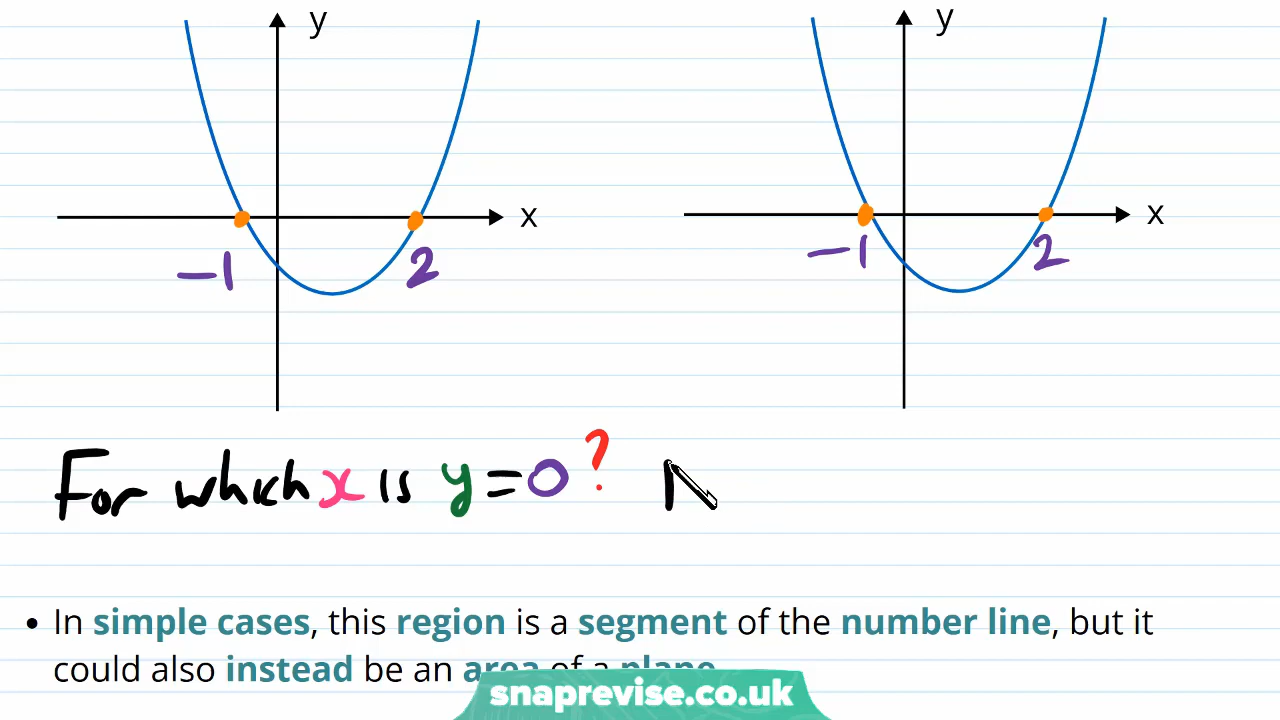 y y
x x
-1 2 -1 2
For which x is y = 0 ?
• In simple cases, this region is a segment of the number line, but it
could also instead be an area of a plane
snaprevise.co.uk